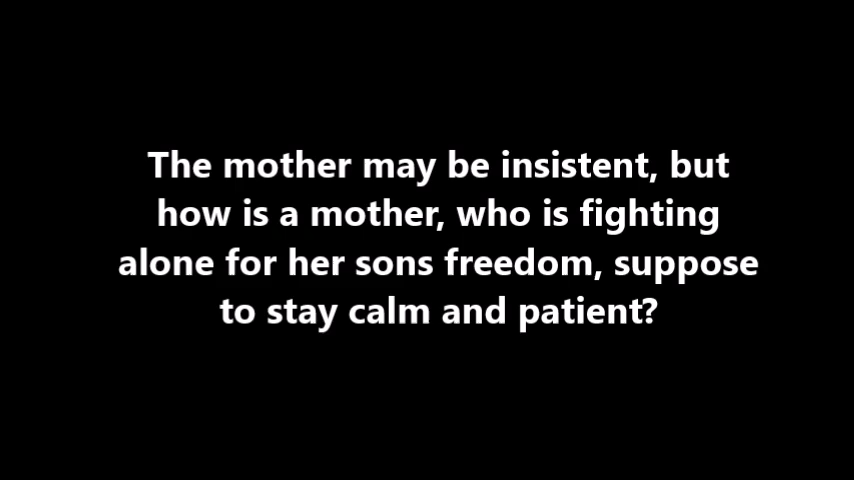 The mother may be insistent, but
how is a mother, who is fighting
alone for her sons freedom, suppose
to stay calm and patient?